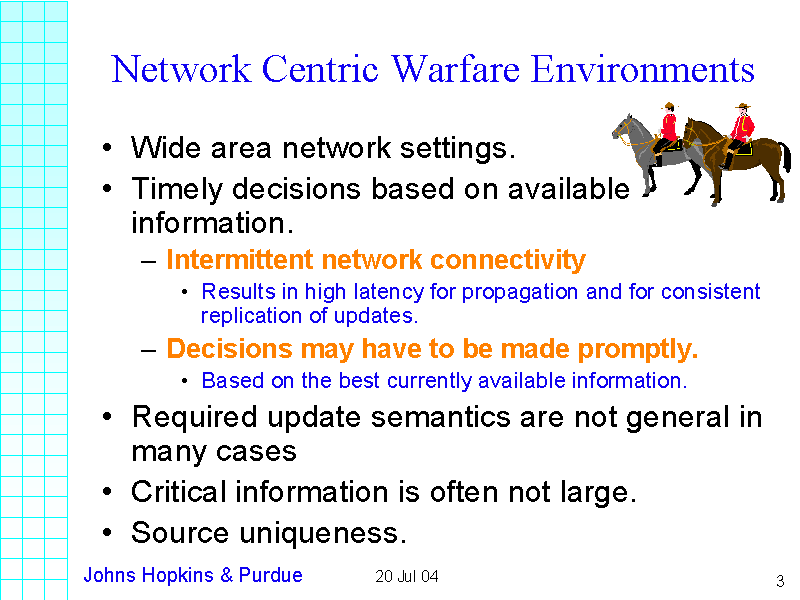 Network Centric Warfare Environments
• Wide area network settings.
• Timely decisions based on available
information.
– Intermittent network connectivity
• Results in high latency for propagation and for consistent
replication of updates.
– Decisions may have to be made promptly.
• Based on the best currently available information.
• Required update semantics are not general in
many cases
• Critical information is often not large.
• Source uniqueness.
Johns Hopkins & Purdue 20 Jul 04 3